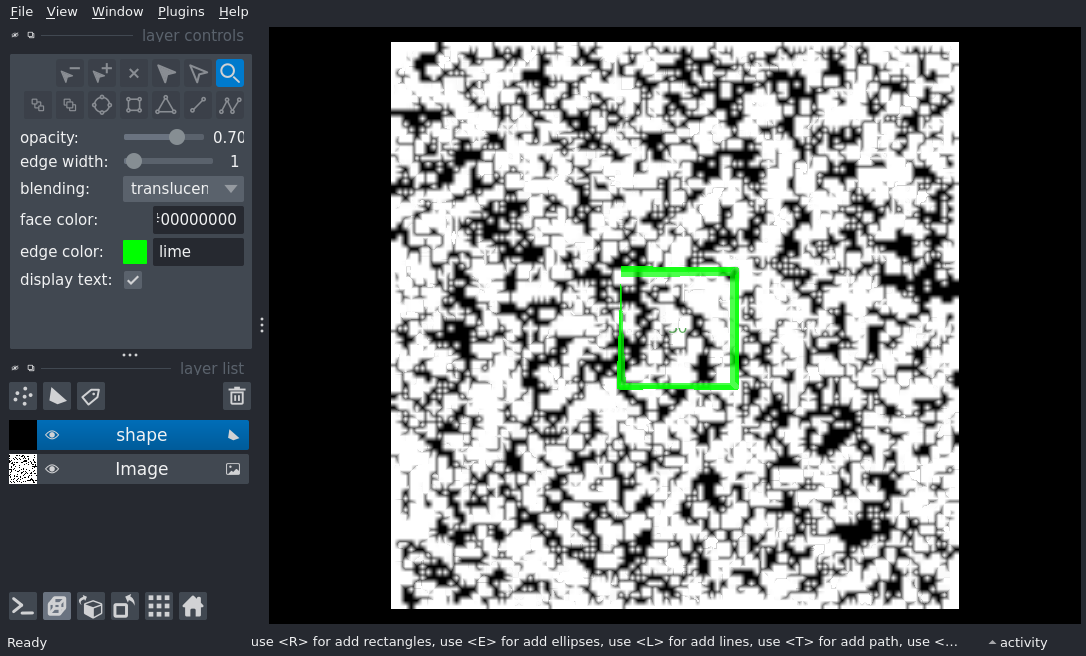 File View Window Plugins Help
layer controls
opacity: 0.70
edge width: 1
blending: translucen
face color: 00000000
edge color: lime
display text:
layer list
shape
Image
Ready
use <R> for add rectangles, use <E> for add ellipses, use <L> for add lines, use <T> for add path, use <...
activity